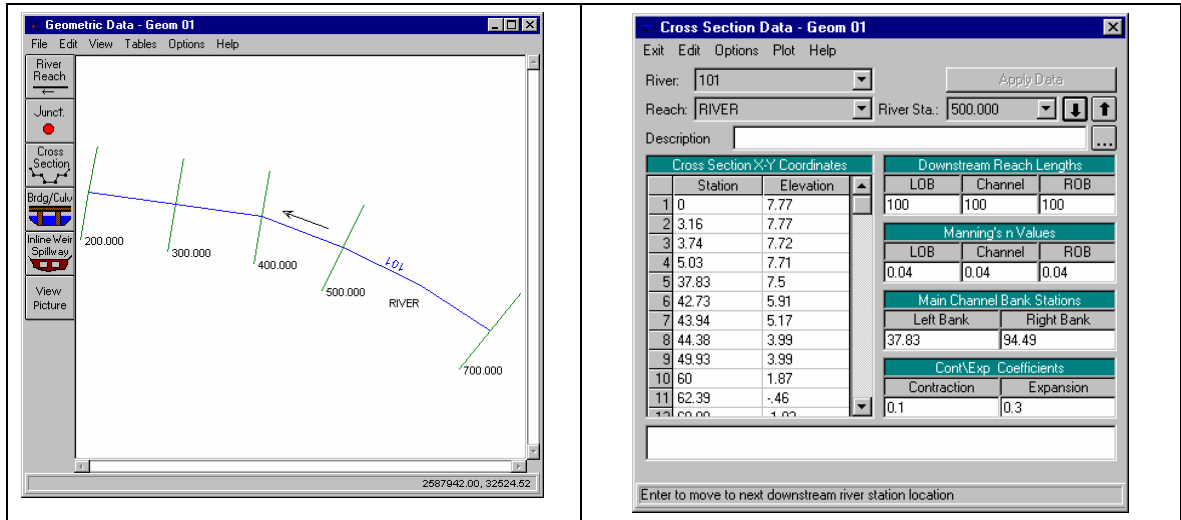 Geometric Data - Geom 01
File Edit View Tables Options Help
River
Reach
Junct.
Cross
Section
Brdg/Culv
Inline Weir
Spillway
View
Picture
200.000
300.000
400.000
500.000
101
RIVER
700.000
2587942.00, 32524.52
Cross Section Data - Geom 01
Exit Edit Options Plot Help
River: 101
Apply Data
Reach: RIVER River Sta.: 500.000
Description ...
Cross Section X-Y Coordinates
Station Elevation
1 0 7.77
2 3.16 7.77
3 3.74 7.72
4 5.03 7.71
5 37.83 7.5
6 42.73 5.91
7 43.94 5.17
8 44.38 3.99
9 49.93 3.99
10 60 1.87
11 62.39 -.46
Downstream Reach Lengths
LOB Channel ROB
100 100 100
Manning's n Values
LOB Channel ROB
0.04 0.04 0.04
Main Channel Bank Stations
Left Bank Right Bank
37.83 94.49
Cont\Exp Coefficients
Contraction Expansion
0.1 0.3
Enter to move to next downstream river station location